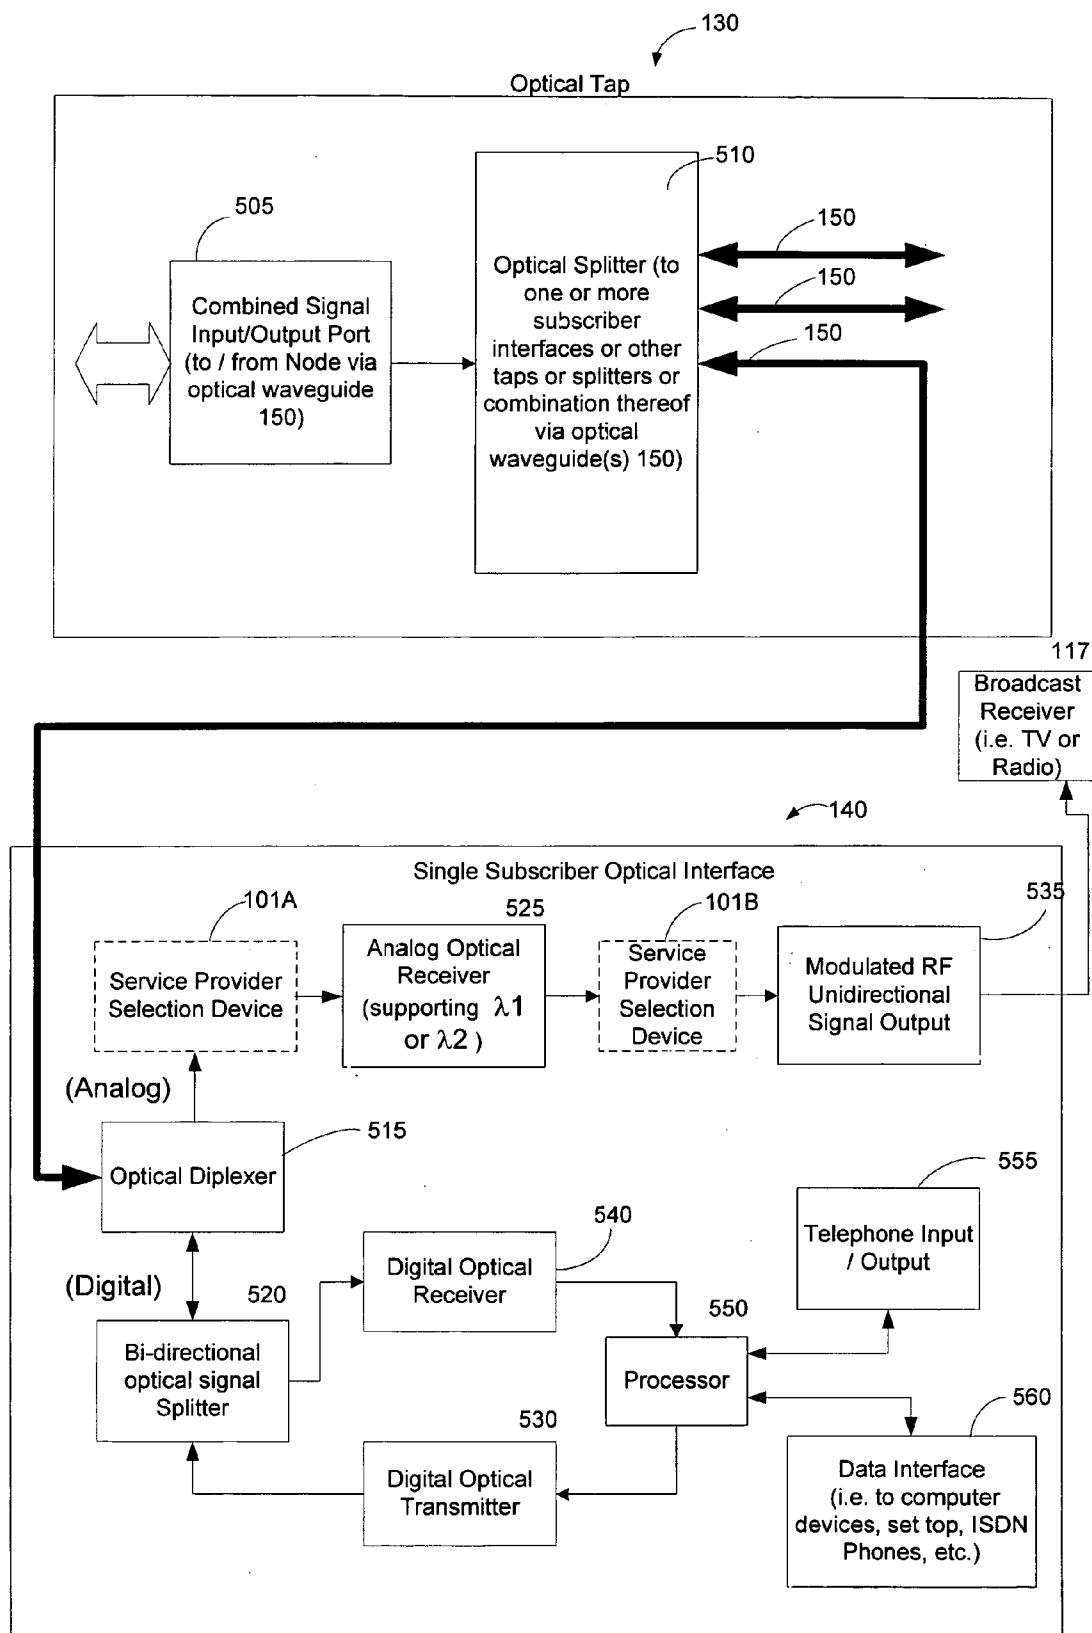 130
Optical Tap
510
505
150
Optical Splitter (to
one or more
subscriber
interfaces or other
taps or splitters or
combination thereof
via optical
waveguide(s) 150)
Combined Signal
Input/Output Port
(to / from Node via
optical waveguide
150)
150
150
117
Broadcast
Receiver
(i.e. TV or
Radio)
140
Single Subscriber Optical Interface
101A
525
101B
535
Service Provider
Selection Device
Analog Optical
Receiver
(supporting λ1
or λ2 )
Service
Provider
Selection
Device
Modulated RF
Unidirectional
Signal Output
(Analog)
515
Optical Diplexer
555
Telephone Input
/ Output
540
Digital Optical
Receiver
(Digital)
520
550
Bi-directional
optical signal
Splitter
Processor
530
560
Digital Optical
Transmitter
Data Interface
(i.e. to computer
devices, set top, ISDN
Phones, etc.)